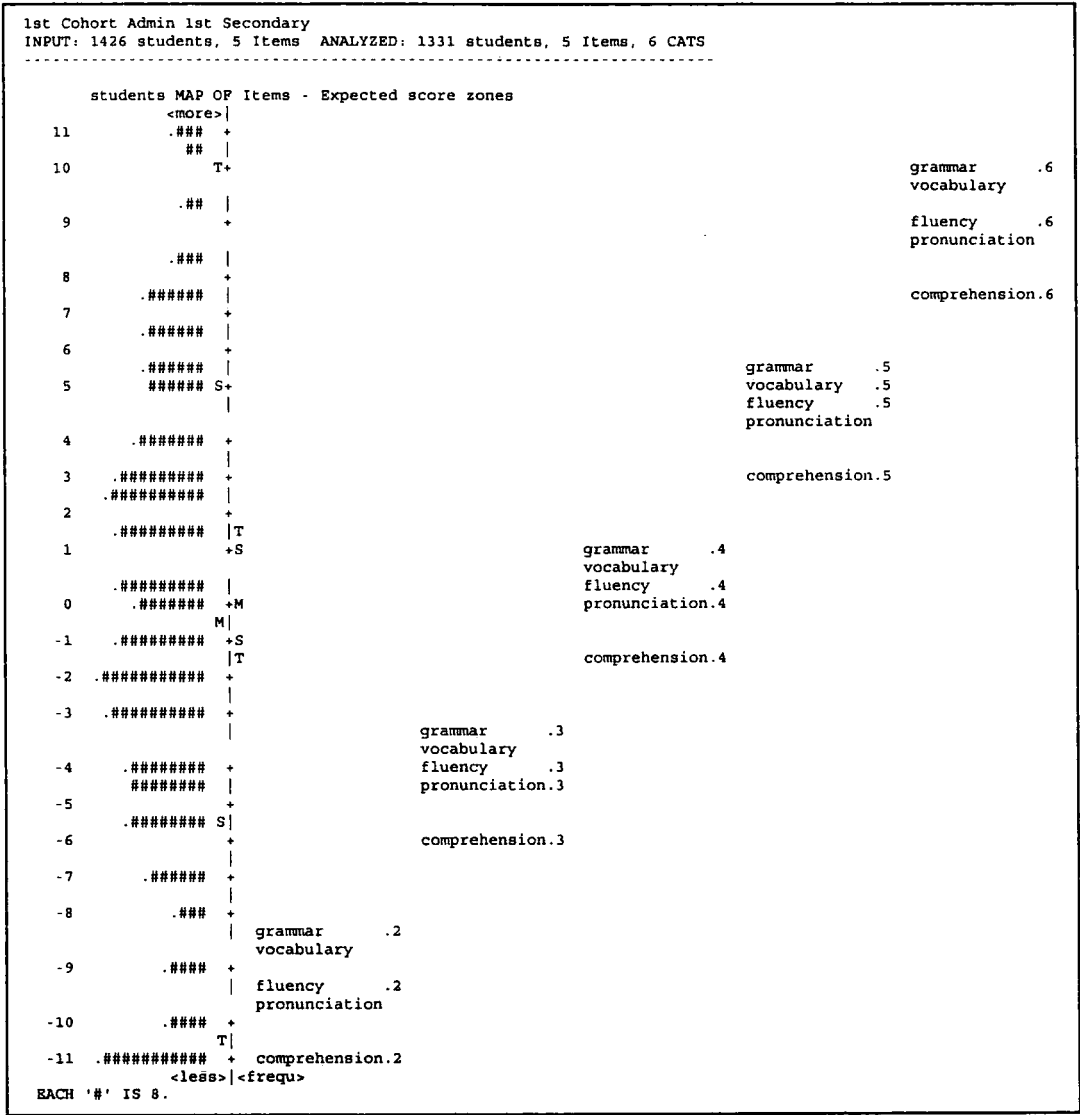 1st Cohort Admin 1st Secondary
INPUT: 1426 students, 5 Items  ANALYZED: 1331 students, 5 Items, 6 CATS
------------------------------------------------------------------------
students MAP OF Items - Expected score zones
<more>|
11 .### +
## |
10 T+ grammar .6
vocabulary
.## |
9 + fluency .6
pronunciation
.### |
8 +
.###### | comprehension.6
7 +
.###### |
6 +
.###### | grammar .5
5 ###### S+ vocabulary .5
| fluency .5
pronunciation
4 .####### +
|
3 .######### + comprehension.5
.########## |
2 +
.######### |T
1 +S grammar .4
vocabulary
.######### | fluency .4
0 .####### +M pronunciation.4
M|
-1 .######### +S
|T comprehension.4
-2 .########### +
|
-3 .########## +
| grammar .3
vocabulary
-4 .######## + fluency .3
######## | pronunciation.3
-5 +
.######## S|
-6 + comprehension.3
|
-7 .###### +
|
-8 .### +
| grammar .2
vocabulary
-9 .#### +
| fluency .2
pronunciation
-10 .#### +
T|
-11 .########### + comprehension.2
<less>|<frequ>
EACH '#' IS 8.